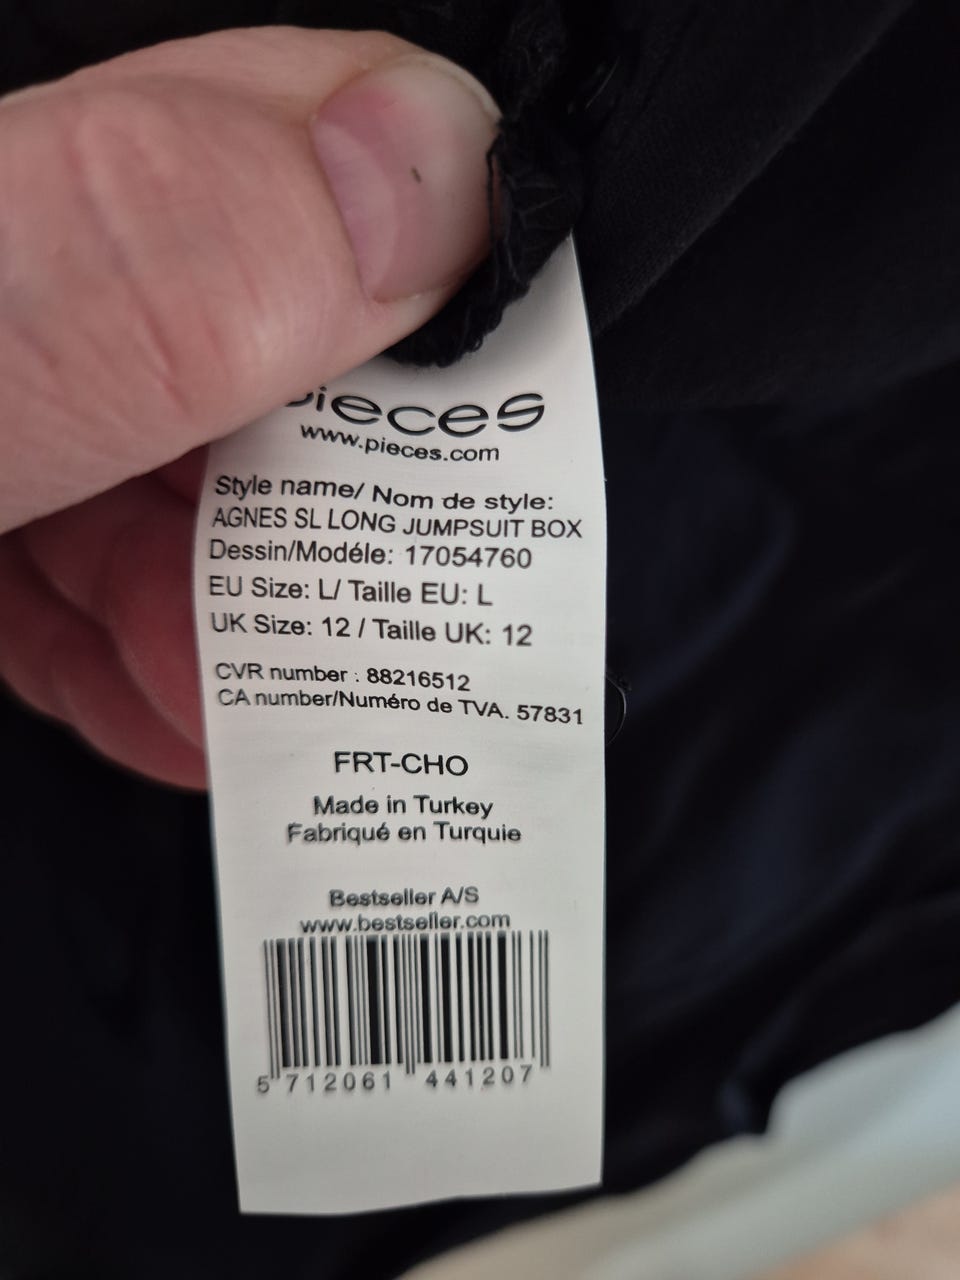 pieces
www.pieces.com
Style name/ Nom de style:
AGNES SL LONG JUMPSUIT BOX
Dessin/Modéle: 17054760
EU Size: L/ Taille EU: L
UK Size: 12 / Taille UK: 12
CVR number : 88216512
CA number/Numéro de TVA. 57831
FRT-CHO
Made in Turkey
Fabriqué en Turquie
Bestseller A/S
www.bestseller.com
5 712061 441207